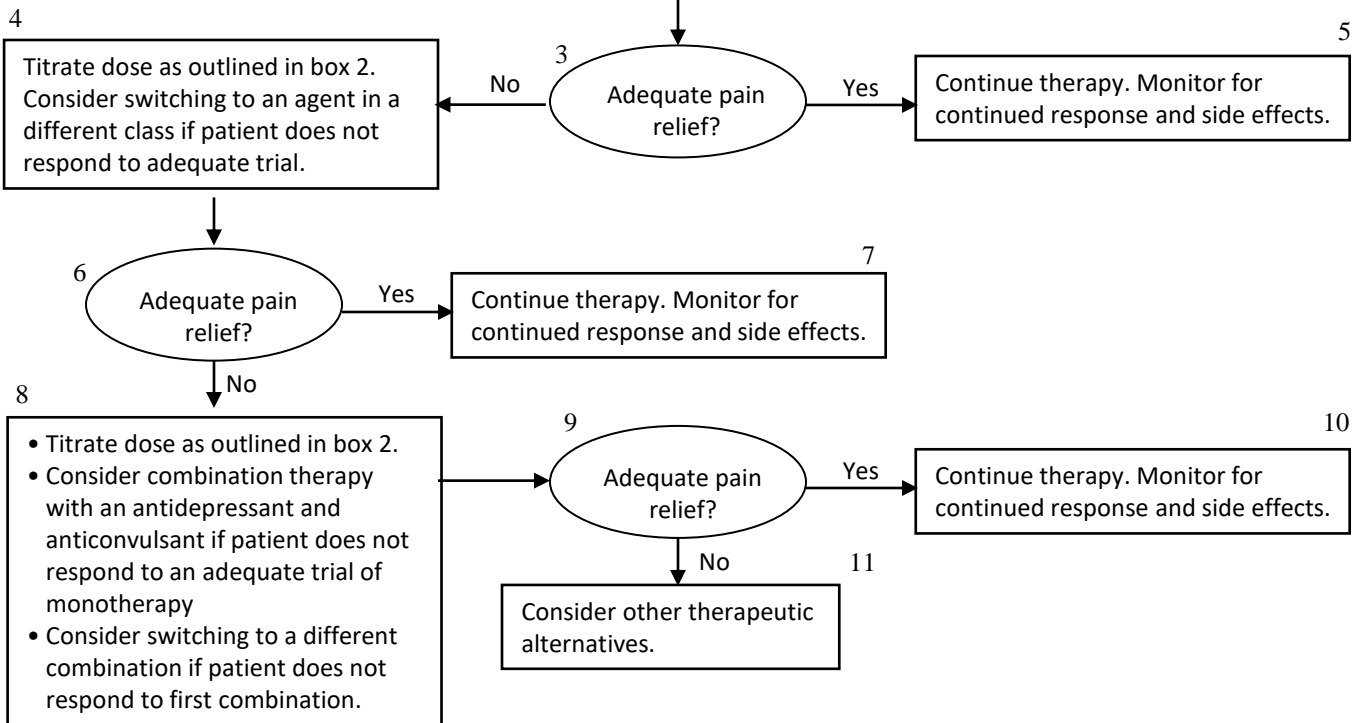 4
Titrate dose as outlined in box 2.
Consider switching to an agent in a
different class if patient does not
respond to adequate trial.
No
3
Adequate pain
relief?
Yes
5
Continue therapy. Monitor for
continued response and side effects.
6
Adequate pain
relief?
Yes
7
Continue therapy. Monitor for
continued response and side effects.
No
8
• Titrate dose as outlined in box 2.
• Consider combination therapy
with an antidepressant and
anticonvulsant if patient does not
respond to an adequate trial of
monotherapy
• Consider switching to a different
combination if patient does not
respond to first combination.
9
Adequate pain
relief?
Yes
10
Continue therapy. Monitor for
continued response and side effects.
No
11
Consider other therapeutic
alternatives.